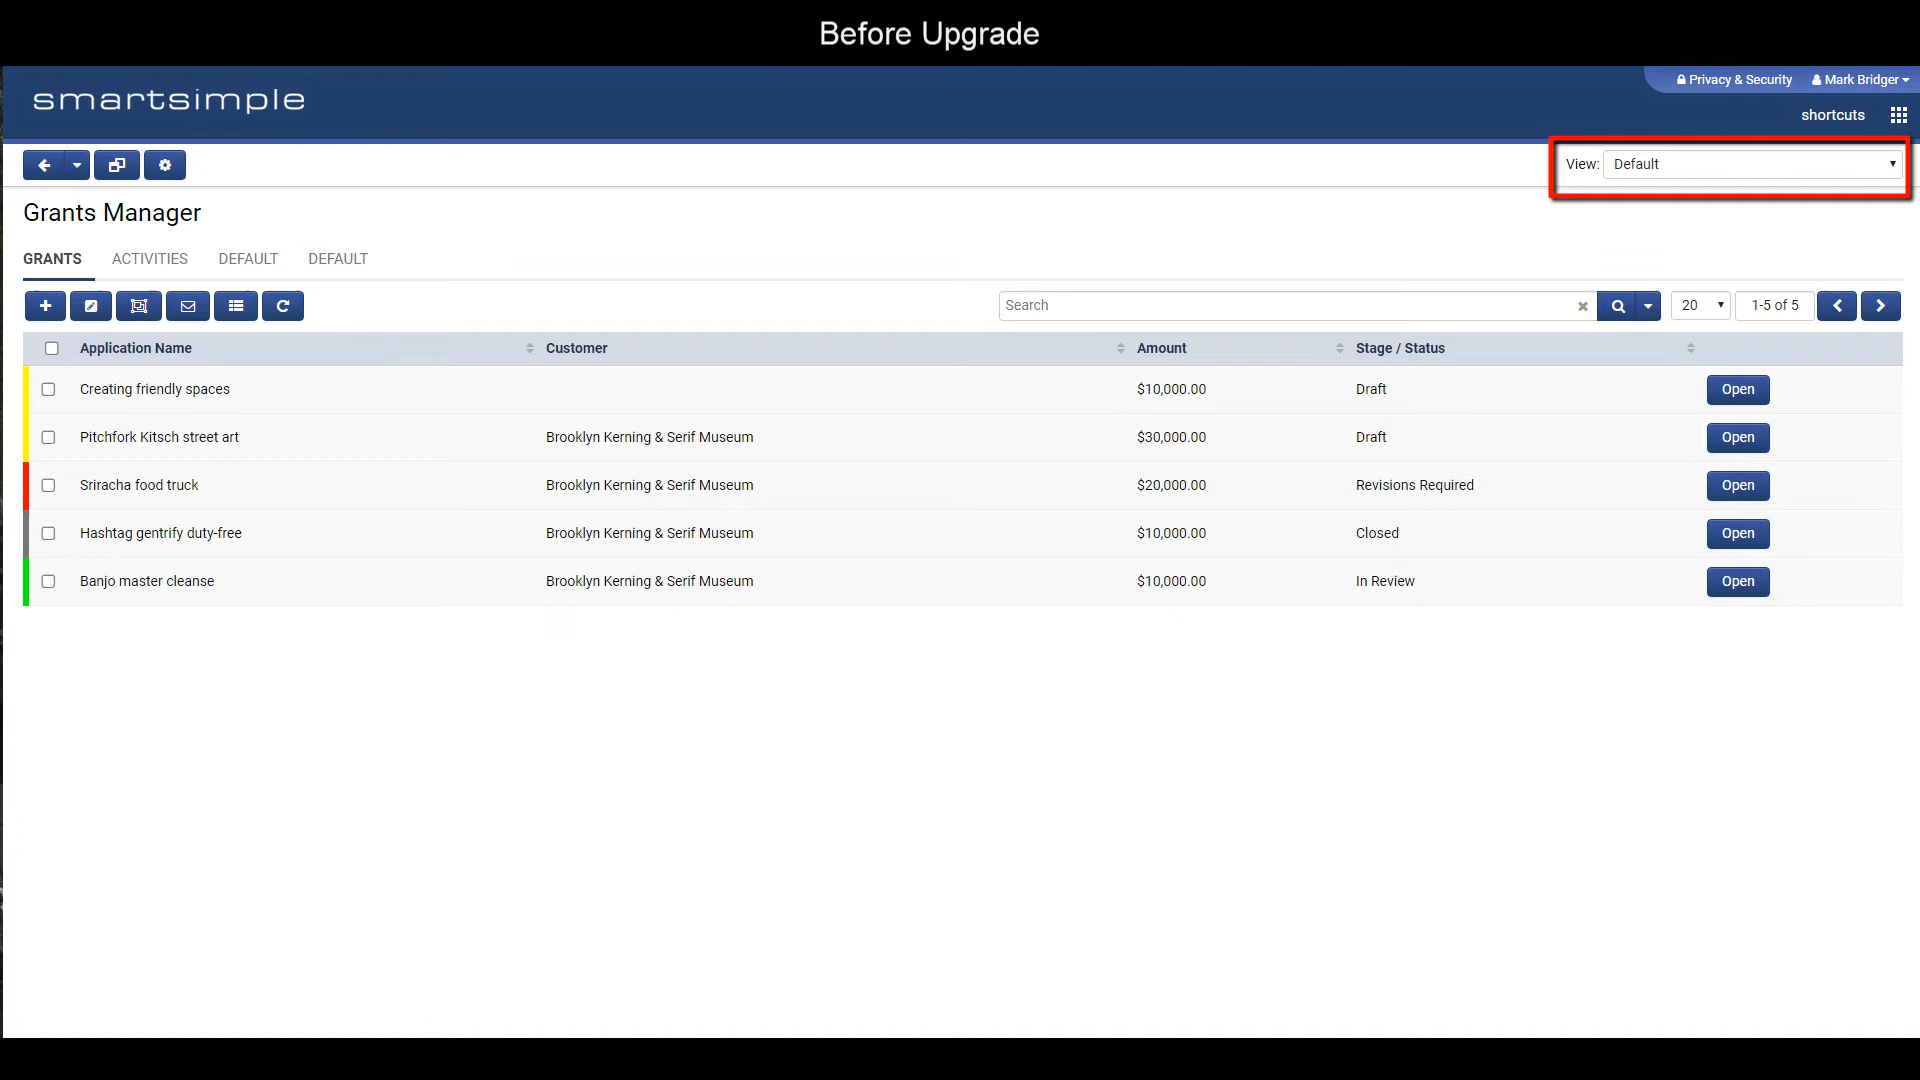 Before Upgrade
smartsimple
Privacy & Security Mark Bridger
shortcuts
View: Default
Grants Manager
GRANTS ACTIVITIES DEFAULT DEFAULT
Search 20 1-5 of 5
Application Name Customer Amount Stage / Status
Creating friendly spaces $10,000.00 Draft Open
Pitchfork Kitsch street art Brooklyn Kerning & Serif Museum $30,000.00 Draft Open
Sriracha food truck Brooklyn Kerning & Serif Museum $20,000.00 Revisions Required Open
Hashtag gentrify duty-free Brooklyn Kerning & Serif Museum $10,000.00 Closed Open
Banjo master cleanse Brooklyn Kerning & Serif Museum $10,000.00 In Review Open